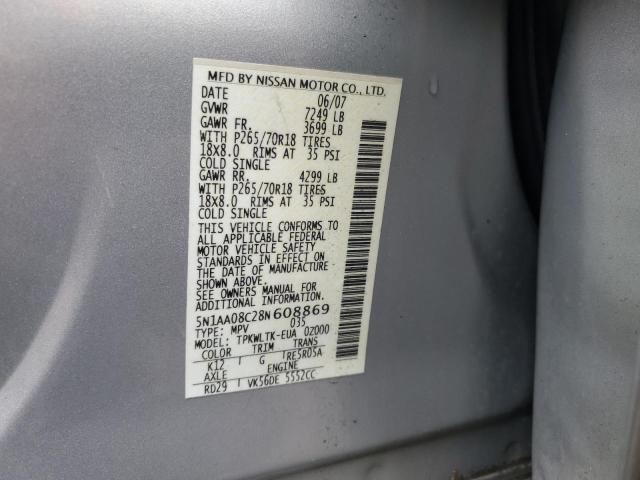 MFD BY NISSAN MOTOR CO., LTD.
DATE 06/07
GVWR 7249 LB
GAWR FR. 3699 LB
WITH P265/70R18 TIRES
18X8.0 RIMS AT 35 PSI
COLD SINGLE
GAWR RR. 4299 LB
WITH P265/70R18 TIRES
18X8.0 RIMS AT 35 PSI
COLD SINGLE
THIS VEHICLE CONFORMS TO
ALL APPLICABLE FEDERAL
MOTOR VEHICLE SAFETY
STANDARDS IN EFFECT ON
THE DATE OF MANUFACTURE
SHOWN ABOVE.
SEE OWNERS MANUAL FOR
ADDITIONAL INFORMATION.
5N1AA08C28N608869
TYPE: MPV 035
MODEL: TPKWLTK-EUA 0Z000
COLOR TRIM TRANS
K12 G RE5R05A
AXLE ENGINE
RD29 VK56DE 5552CC